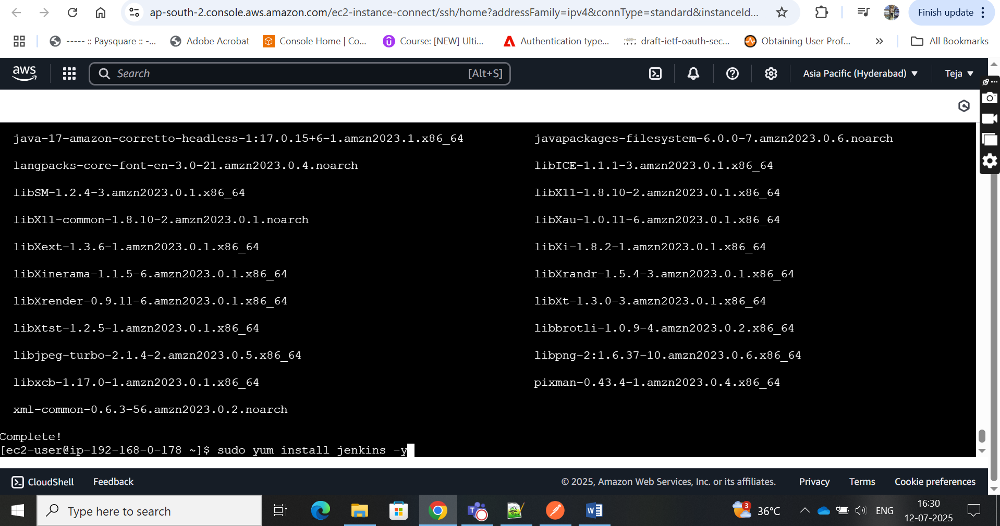 ap-south-2.console.aws.amazon.com/ec2-instance-connect/ssh/home?addressFamily=ipv4&connType=standard&instanceId...
Finish update
----- :: Paysquare :: -...
Adobe Acrobat
Console Home | Co...
Course: [NEW] Ulti...
Authentication type...
draft-ietf-oauth-sec...
Obtaining User Prof...
All Bookmarks
aws
Search
[Alt+S]
Asia Pacific (Hyderabad)
Teja
java-17-amazon-corretto-headless-1:17.0.15+6-1.amzn2023.1.x86_64 javapackages-filesystem-6.0.0-7.amzn2023.0.6.noarch
langpacks-core-font-en-3.0-21.amzn2023.0.4.noarch libICE-1.1.1-3.amzn2023.0.1.x86_64
libSM-1.2.4-3.amzn2023.0.1.x86_64 libX11-1.8.10-2.amzn2023.0.1.x86_64
libX11-common-1.8.10-2.amzn2023.0.1.noarch libXau-1.0.11-6.amzn2023.0.1.x86_64
libXext-1.3.6-1.amzn2023.0.1.x86_64 libXi-1.8.2-1.amzn2023.0.1.x86_64
libXinerama-1.1.5-6.amzn2023.0.1.x86_64 libXrandr-1.5.4-3.amzn2023.0.1.x86_64
libXrender-0.9.11-6.amzn2023.0.1.x86_64 libXt-1.3.0-3.amzn2023.0.1.x86_64
libXtst-1.2.5-1.amzn2023.0.1.x86_64 libbrotli-1.0.9-4.amzn2023.0.2.x86_64
libjpeg-turbo-2.1.4-2.amzn2023.0.5.x86_64 libpng-2:1.6.37-10.amzn2023.0.6.x86_64
libxcb-1.17.0-1.amzn2023.0.1.x86_64 pixman-0.43.4-1.amzn2023.0.4.x86_64
xml-common-0.6.3-56.amzn2023.0.2.noarch
Complete!
[ec2-user@ip-192-168-0-178 ~]$ sudo yum install jenkins -y
CloudShell
Feedback
© 2025, Amazon Web Services, Inc. or its affiliates.
Privacy
Terms
Cookie preferences
Type here to search
3
36°C
ENG
16:30
12-07-2025